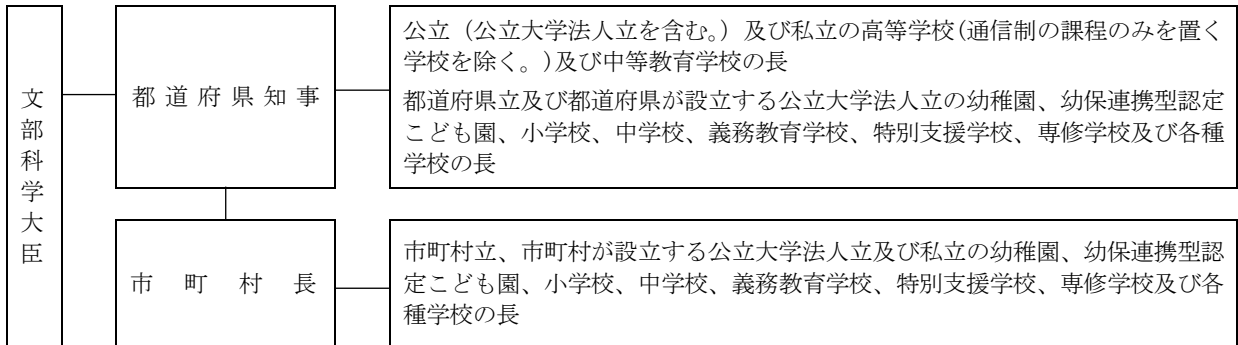 文部科学大臣
都道府県知事
公立（公立大学法人立を含む。）及び私立の高等学校(通信制の課程のみを置く
学校を除く。)及び中等教育学校の長
都道府県立及び都道府県が設立する公立大学法人立の幼稚園、幼保連携型認定
こども園、小学校、中学校、義務教育学校、特別支援学校、専修学校及び各種
学校の長
市町村長
市町村立、市町村が設立する公立大学法人立及び私立の幼稚園、幼保連携型認
定こども園、小学校、中学校、義務教育学校、特別支援学校、専修学校及び各
種学校の長